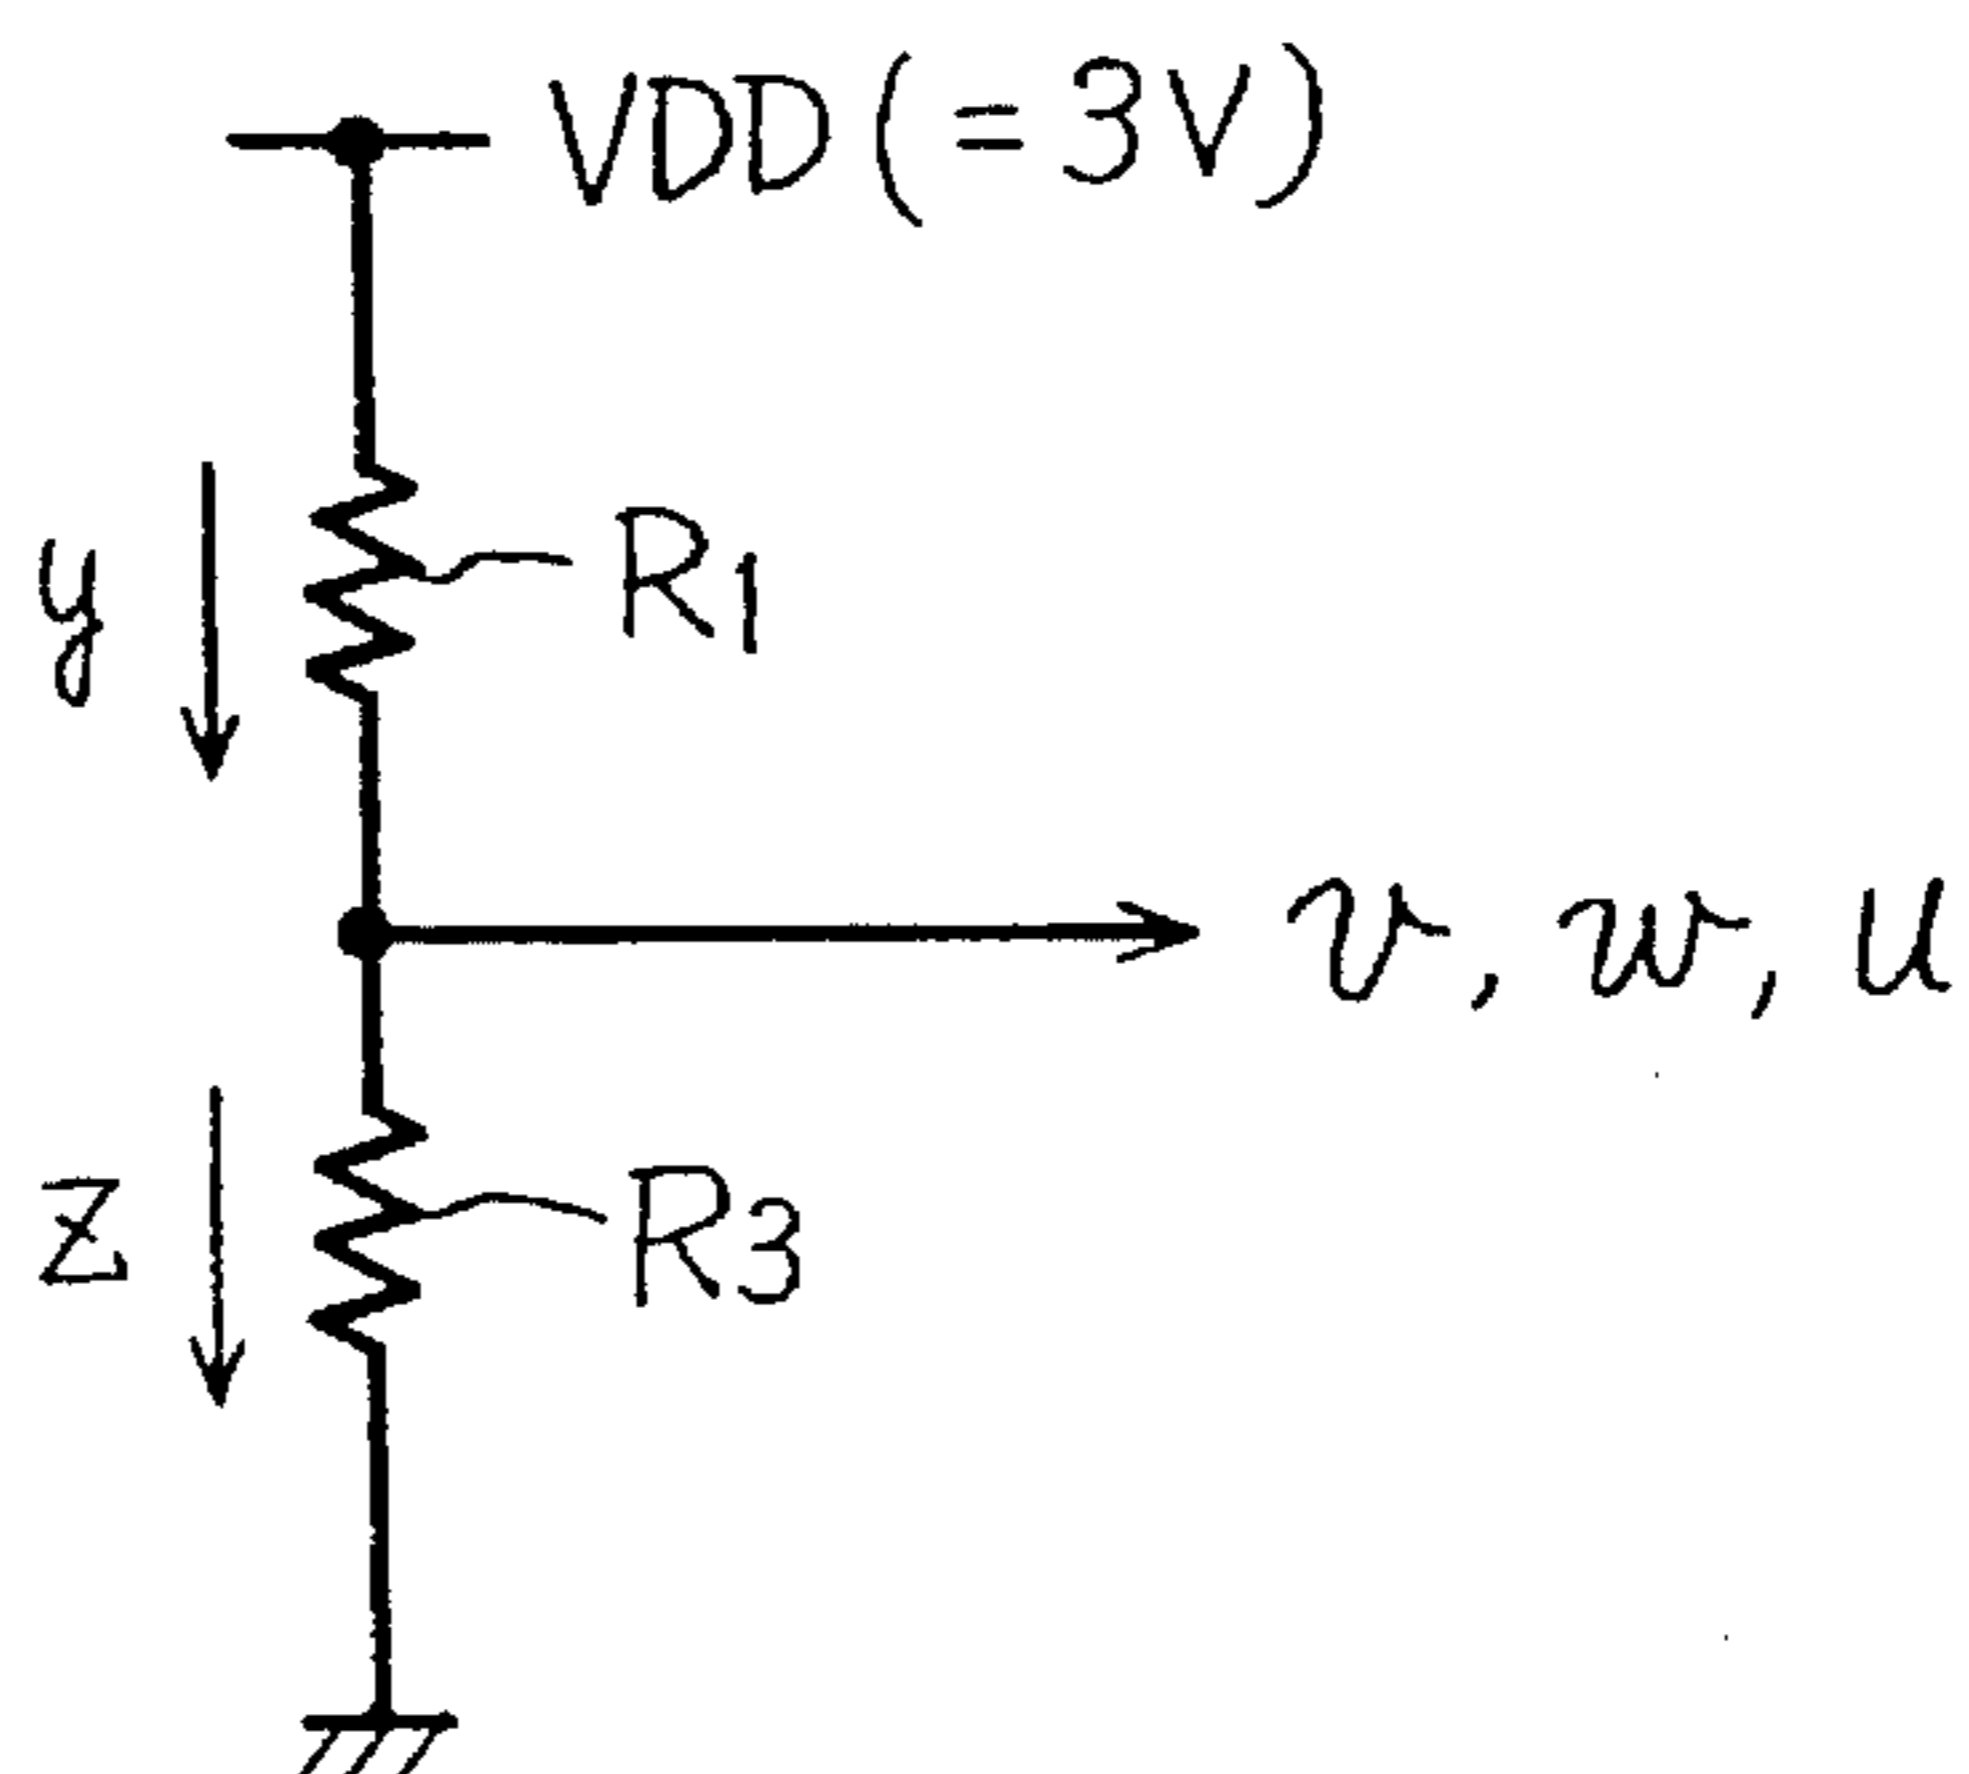 VDD(=3V)
y
R1
v, w, u
Z
R3